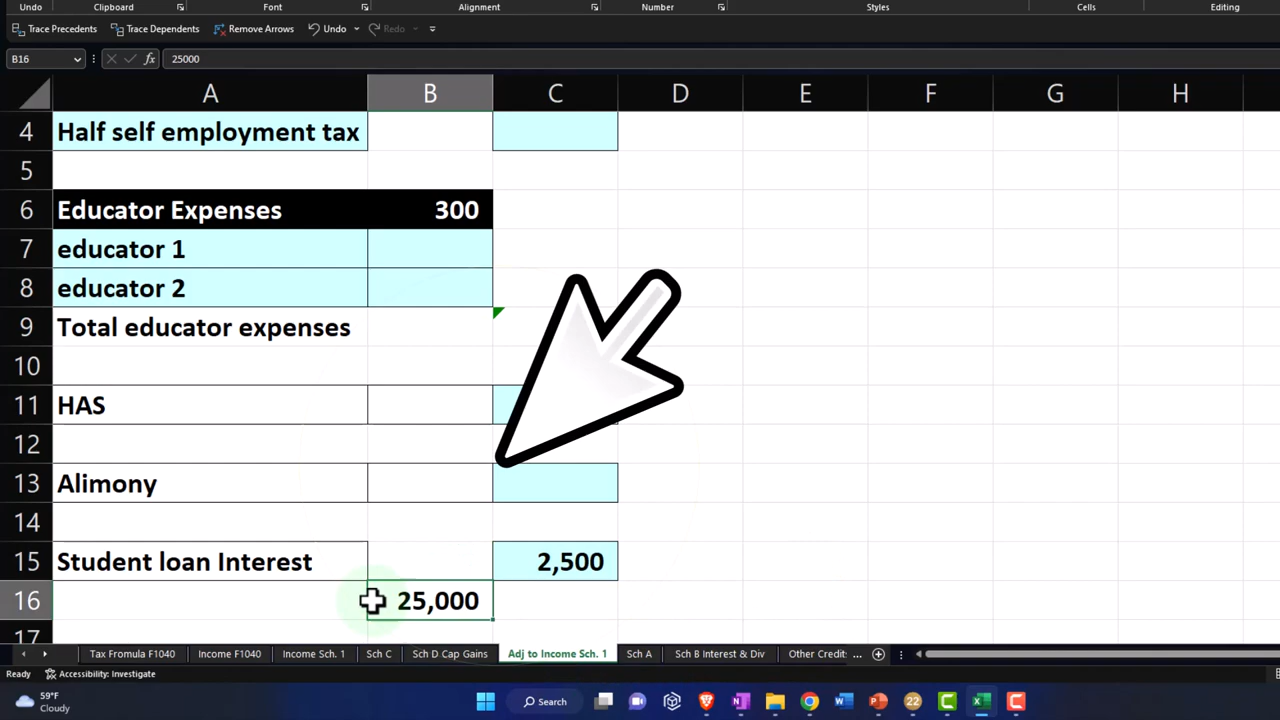 Undo Clipboard Font Alignment Number Styles Cells Editing
Trace Precedents Trace Dependents Remove Arrows Undo Redo
B16 fx 25000
A B C D E F G H
4 Half self employment tax
5
6 Educator Expenses 300
7 educator 1
8 educator 2
9 Total educator expenses
10
11 HAS
12
13 Alimony
14
15 Student loan Interest 2,500
16 25,000
17
Tax Fromula F1040 Income F1040 Income Sch. 1 Sch C Sch D Cap Gains Adj to Income Sch. 1 Sch A Sch B Interest & Div Other Credits ...
Ready Accessibility: Investigate
59°F
Cloudy
Search
22